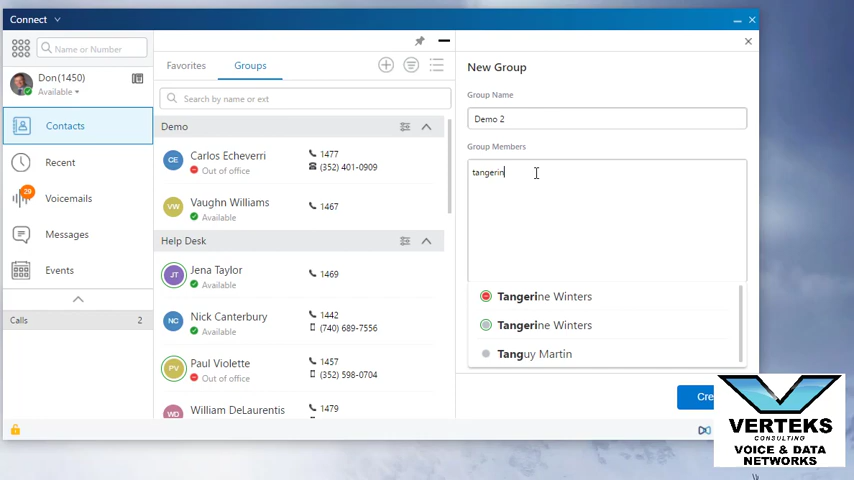 Connect
Name or Number
Don(1450)
Available
Contacts
Recent
29
Voicemails
Messages
Events
Calls
2
Favorites
Groups
Search by name or ext
Demo
CE
Carlos Echeverri
Out of office
1477
(352) 401-0909
VW
Vaughn Williams
Available
1467
Help Desk
JT
Jena Taylor
Available
1469
NC
Nick Canterbury
Available
1442
(740) 689-7556
PV
Paul Violette
Out of office
1457
(352) 598-0704
WD
William DeLaurentis
1479
New Group
Group Name
Demo 2
Group Members
tangerin
Tangerine Winters
Tangerine Winters
Tanguy Martin
Cre
VERTEKS
CONSULTING
VOICE & DATA
NETWORKS